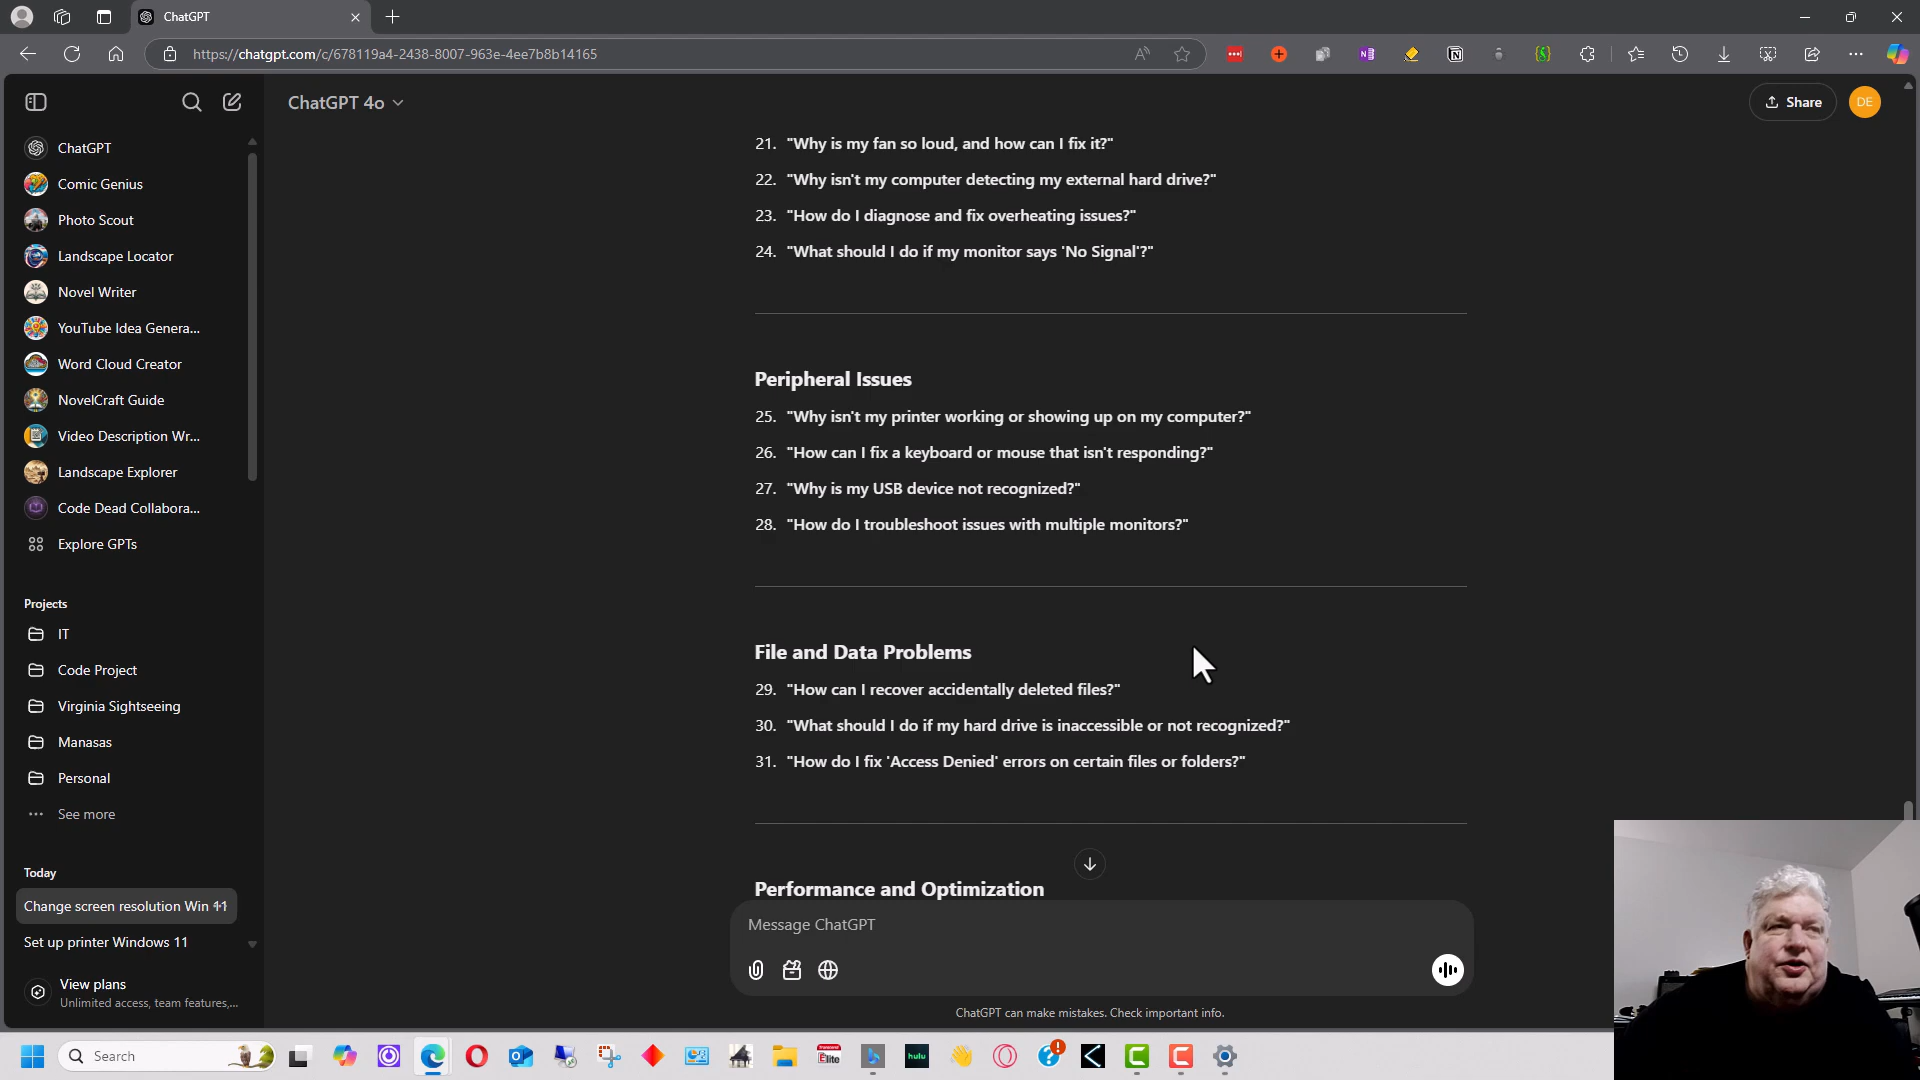 ChatGPT
https://chatgpt.com/c/678119a4-2438-8007-963e-4ee7b8b14165
ChatGPT 4o
Share
DE
ChatGPT
Comic Genius
Photo Scout
Landscape Locator
Novel Writer
YouTube Idea Genera...
Word Cloud Creator
NovelCraft Guide
Video Description Wr...
Landscape Explorer
Code Dead Collabora...
Explore GPTs
Projects
IT
Code Project
Virginia Sightseeing
Manasas
Personal
See more
Today
Change screen resolution Win 11
Set up printer Windows 11
View plans
Unlimited access, team features,...
21. "Why is my fan so loud, and how can I fix it?"
22. "Why isn't my computer detecting my external hard drive?"
23. "How do I diagnose and fix overheating issues?"
24. "What should I do if my monitor says 'No Signal'?"
Peripheral Issues
25. "Why isn't my printer working or showing up on my computer?"
26. "How can I fix a keyboard or mouse that isn't responding?"
27. "Why is my USB device not recognized?"
28. "How do I troubleshoot issues with multiple monitors?"
File and Data Problems
29. "How can I recover accidentally deleted files?"
30. "What should I do if my hard drive is inaccessible or not recognized?"
31. "How do I fix 'Access Denied' errors on certain files or folders?"
Performance and Optimization
Message ChatGPT
ChatGPT can make mistakes. Check important info.
Search
Elite
hulu